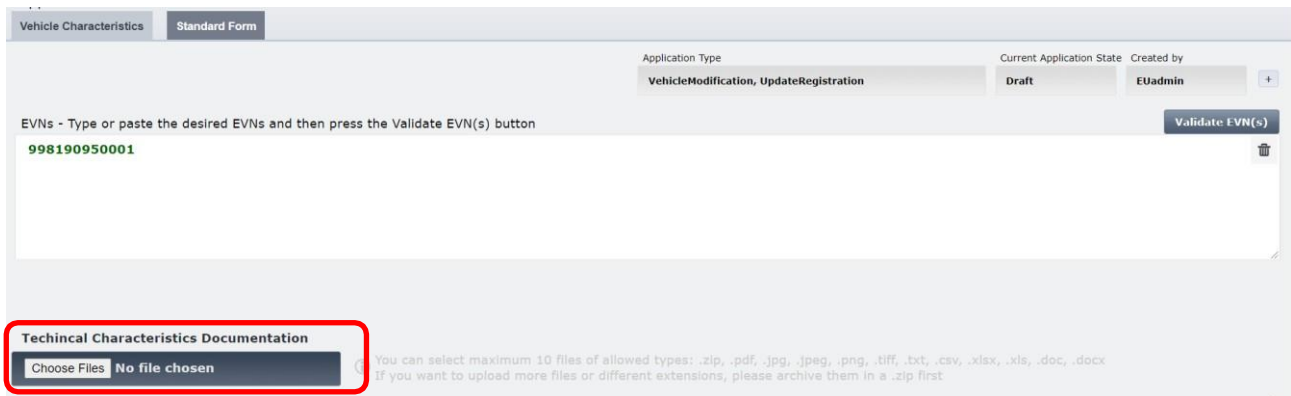 Vehicle Characteristics Standard Form
Application Type Current Application State Created by
VehicleModification, UpdateRegistration Draft EUadmin +
EVNs - Type or paste the desired EVNs and then press the Validate EVN(s) button Validate EVN(s)
998190950001
Techincal Characteristics Documentation
Choose Files No file chosen
You can select maximum 10 files of allowed types: .zip, .pdf, .jpg, .jpeg, .png, .tiff, .txt, .csv, .xlsx, .xls, .doc, .docx
If you want to upload more files or different extensions, please archive them in a .zip first